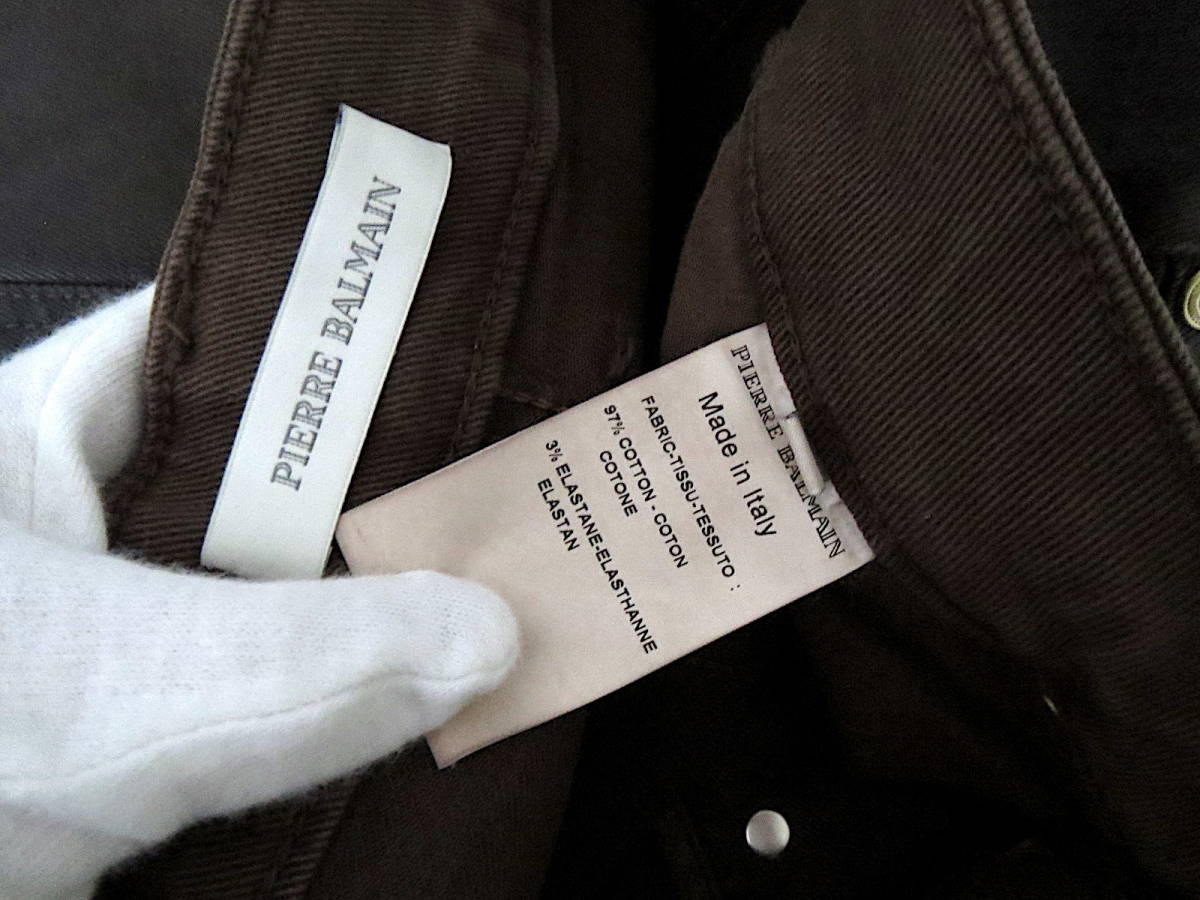 PIERRE BALMAIN
PIERRE BALMAIN
Made in Italy
FABRIC-TISSU-TESSUTO :
97% COTTON - COTON
COTONE
3% ELASTANE-ELASTHANNE
ELASTAN